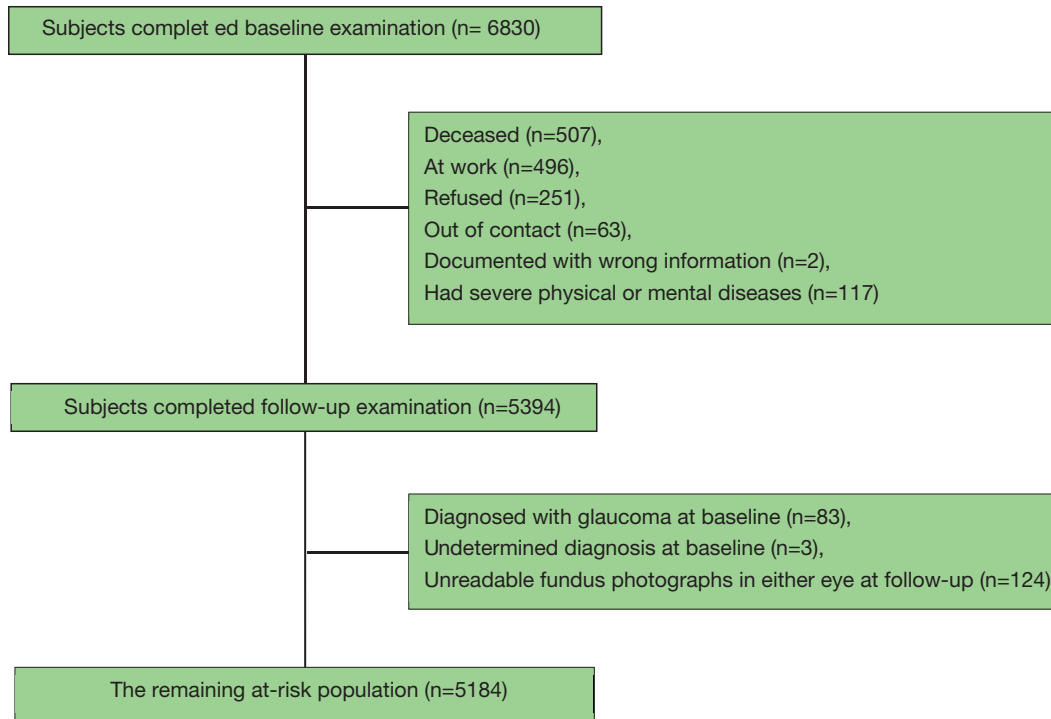 Subjects complet ed baseline examination (n= 6830)
Deceased (n=507),
At work (n=496),
Refused (n=251),
Out of contact (n=63),
Documented with wrong information (n=2),
Had severe physical or mental diseases (n=117)
Subjects completed follow-up examination (n=5394)
Diagnosed with glaucoma at baseline (n=83),
Undetermined diagnosis at baseline (n=3),
Unreadable fundus photographs in either eye at follow-up (n=124)
The remaining at-risk population (n=5184)